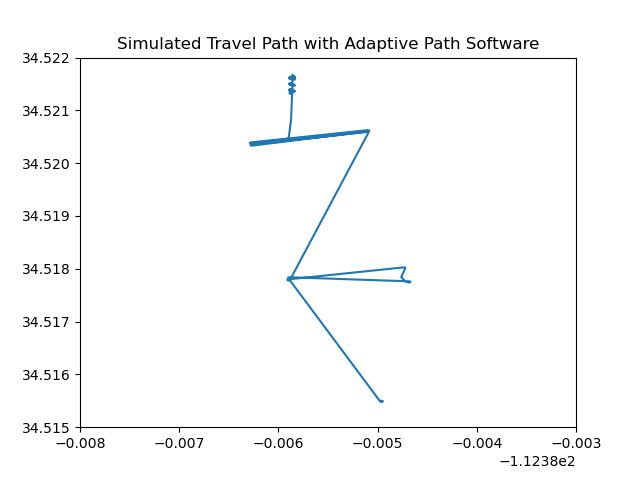 Simulated Travel Path with Adaptive Path Software
34.522
34.521
34.520
34.519
34.518
34.517
34.516
34.515
−0.008 −0.007 −0.006 −0.005 −0.004 −0.003
−1.1238e2